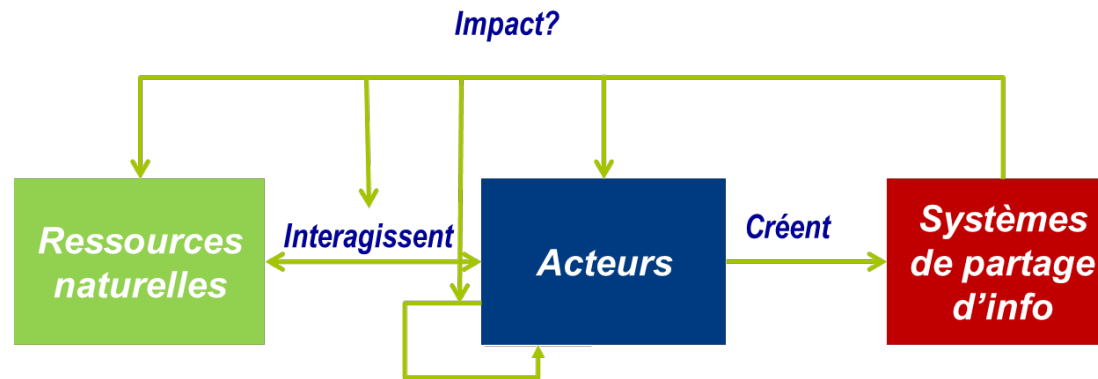 Impact?
Ressources
naturelles
Interagissent
Acteurs
Créent
Systèmes
de partage
d’info